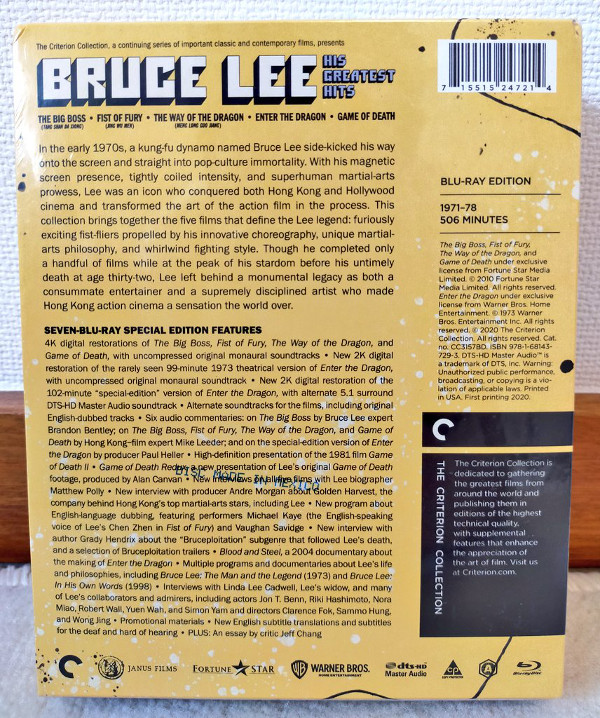 The Criterion Collection, a continuing series of important classic and contemporary films, presents
BRUCE LEE HIS
GREATEST
HITS
THE BIG BOSS • FIST OF FURY • THE WAY OF THE DRAGON • ENTER THE DRAGON • GAME OF DEATH
(TANG SHAN DA XIONG) (JING WU MEN) (MENG LONG GUO JIANG)
In the early 1970s, a kung-fu dynamo named Bruce Lee side-kicked his way
onto the screen and straight into pop-culture immortality. With his magnetic
screen presence, tightly coiled intensity, and superhuman martial-arts
prowess, Lee was an icon who conquered both Hong Kong and Hollywood
cinema and transformed the art of the action film in the process. This
collection brings together the five films that define the Lee legend: furiously
exciting fist-fliers propelled by his innovative choreography, unique martial-
arts philosophy, and whirlwind fighting style. Though he completed only
a handful of films while at the peak of his stardom before his untimely
death at age thirty-two, Lee left behind a monumental legacy as both a
consummate entertainer and a supremely disciplined artist who made
Hong Kong action cinema a sensation the world over.
SEVEN-BLU-RAY SPECIAL EDITION FEATURES
4K digital restorations of The Big Boss, Fist of Fury, The Way of the Dragon, and
Game of Death, with uncompressed original monaural soundtracks • New 2K digital
restoration of the rarely seen 99-minute 1973 theatrical version of Enter the Dragon,
with uncompressed original monaural soundtrack • New 2K digital restoration of the
102-minute "special-edition" version of Enter the Dragon, with alternate 5.1 surround
DTS-HD Master Audio soundtrack • Alternate soundtracks for the films, including original
English-dubbed tracks • Six audio commentaries: on The Big Boss by Bruce Lee expert
Brandon Bentley; on The Big Boss, Fist of Fury, The Way of the Dragon, and Game of
Death by Hong Kong–film expert Mike Leeder; and on the special-edition version of Enter
the Dragon by producer Paul Heller • High-definition presentation of the 1981 film Game
of Death II • Game of Death Redux, a new presentation of Lee's original Game of Death
footage, produced by Alan Canvan • New interviews on all five films with Lee biographer
Matthew Polly • New interview with producer Andre Morgan about Golden Harvest, the
company behind Hong Kong's top martial-arts stars, including Lee • New program about
English-language dubbing, featuring performers Michael Kaye (the English-speaking
voice of Lee's Chen Zhen in Fist of Fury) and Vaughan Savidge • New interview with
author Grady Hendrix about the "Bruceploitation" subgenre that followed Lee's death,
and a selection of Bruceploitation trailers • Blood and Steel, a 2004 documentary about
the making of Enter the Dragon • Multiple programs and documentaries about Lee's life
and philosophies, including Bruce Lee: The Man and the Legend (1973) and Bruce Lee:
In His Own Words (1998) • Interviews with Linda Lee Cadwell, Lee's widow, and many
of Lee's collaborators and admirers, including actors Jon T. Benn, Riki Hashimoto, Nora
Miao, Robert Wall, Yuen Wah, and Simon Yam and directors Clarence Fok, Sammo Hung,
and Wong Jing • Promotional materials • New English subtitle translations and subtitles
for the deaf and hard of hearing • PLUS: An essay by critic Jeff Chang
DISC MADE IN MEXICO
7 15515 24721 4
BLU-RAY EDITION
1971–78
506 MINUTES
The Big Boss, Fist of Fury,
The Way of the Dragon, and
Game of Death under exclusive
license from Fortune Star Media
Limited. © 2010 Fortune Star
Media Limited. All rights reserved.
Enter the Dragon under exclusive
license from Warner Bros. Home
Entertainment. © 1973 Warner
Bros. Entertainment Inc. All rights
reserved. © 2020 The Criterion
Collection. All rights reserved. Cat.
no. CC3157BD. ISBN 978-1-68143-
729-3. DTS-HD Master Audio™ is
a trademark of DTS, Inc. Warning:
Unauthorized public performance,
broadcasting, or copying is a vio-
lation of applicable laws. Printed
in USA. First printing 2020.
THE CRITERION COLLECTION
The Criterion Collection is
dedicated to gathering
the greatest films from
around the world and
publishing them in
editions of the highest
technical quality,
with supplemental
features that enhance
the appreciation of
the art of film. Visit us
at Criterion.com.
JANUS FILMS
FORTUNE STAR
WB WARNER BROS.
HOME ENTERTAINMENT
dts-HD
Master Audio
A
Blu-ray